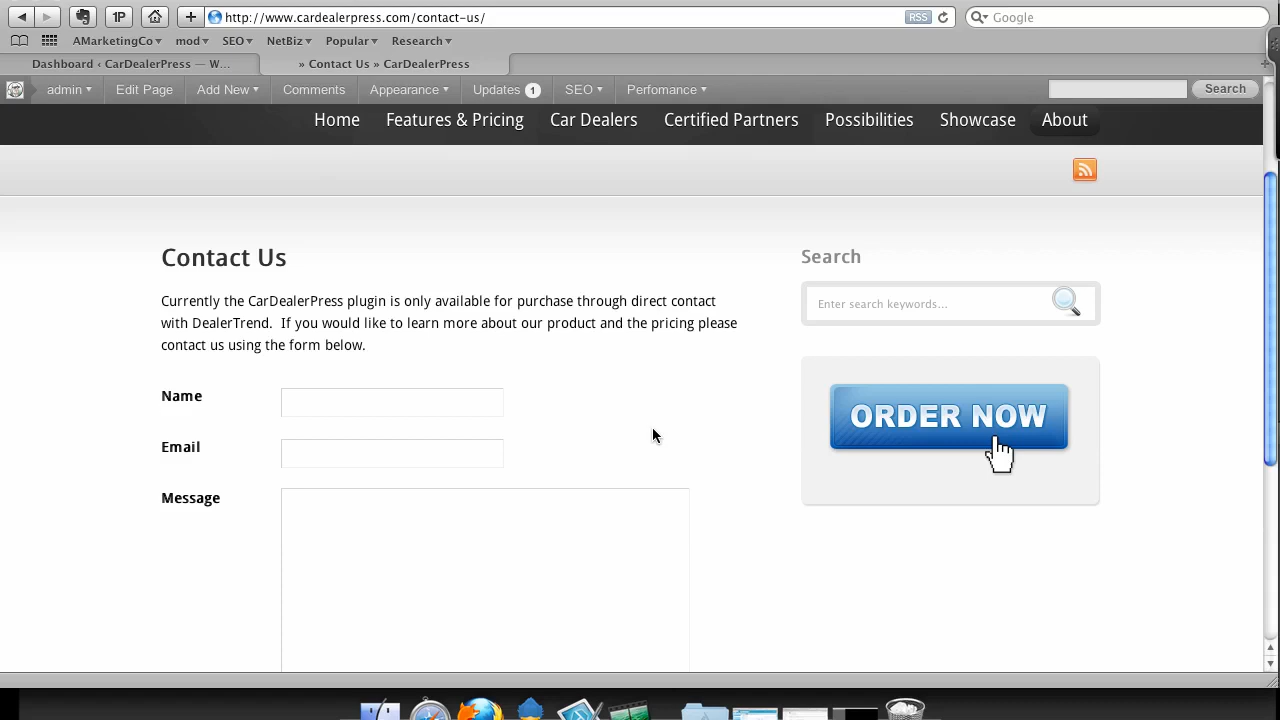 http://www.cardealerpress.com/contact-us/
RSS
Google
1P
AMarketingCo mod SEO NetBiz Popular Research
Dashboard ‹ CarDealerPress — W...
» Contact Us » CarDealerPress
admin Edit Page Add New Comments Appearance Updates 1 SEO Perfomance Search
Home Features & Pricing Car Dealers Certified Partners Possibilities Showcase About
Contact Us
Currently the CarDealerPress plugin is only available for purchase through direct contact
with DealerTrend. If you would like to learn more about our product and the pricing please
contact us using the form below.
Name
Email
Message
Search
Enter search keywords...
ORDER NOW